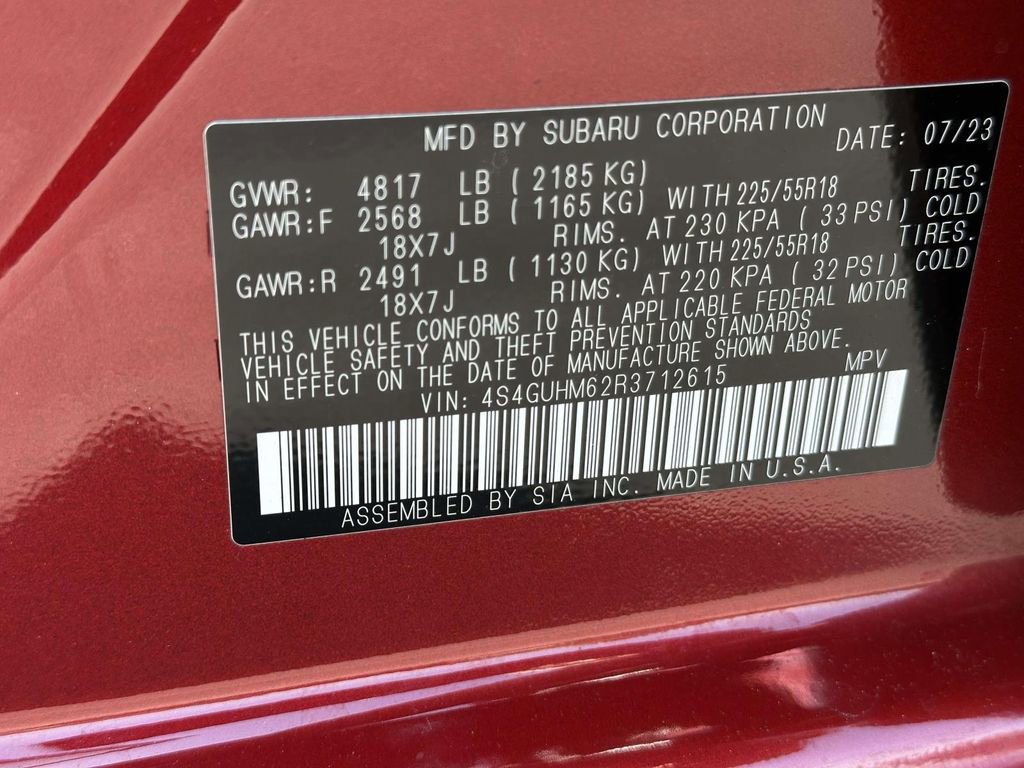 MFD BY SUBARU CORPORATION DATE: 07/23
GVWR: 4817 LB ( 2185 KG)
GAWR:F 2568 LB ( 1165 KG) WITH 225/55R18 TIRES.
18X7J RIMS. AT 230 KPA ( 33 PSI) COLD
GAWR:R 2491 LB ( 1130 KG) WITH 225/55R18 TIRES.
18X7J RIMS. AT 220 KPA ( 32 PSI) COLD
THIS VEHICLE CONFORMS TO ALL APPLICABLE FEDERAL MOTOR
VEHICLE SAFETY AND THEFT PREVENTION STANDARDS
IN EFFECT ON THE DATE OF MANUFACTURE SHOWN ABOVE.
VIN: 4S4GUHM62R3712615 MPV
ASSEMBLED BY SIA INC. MADE IN U.S.A.